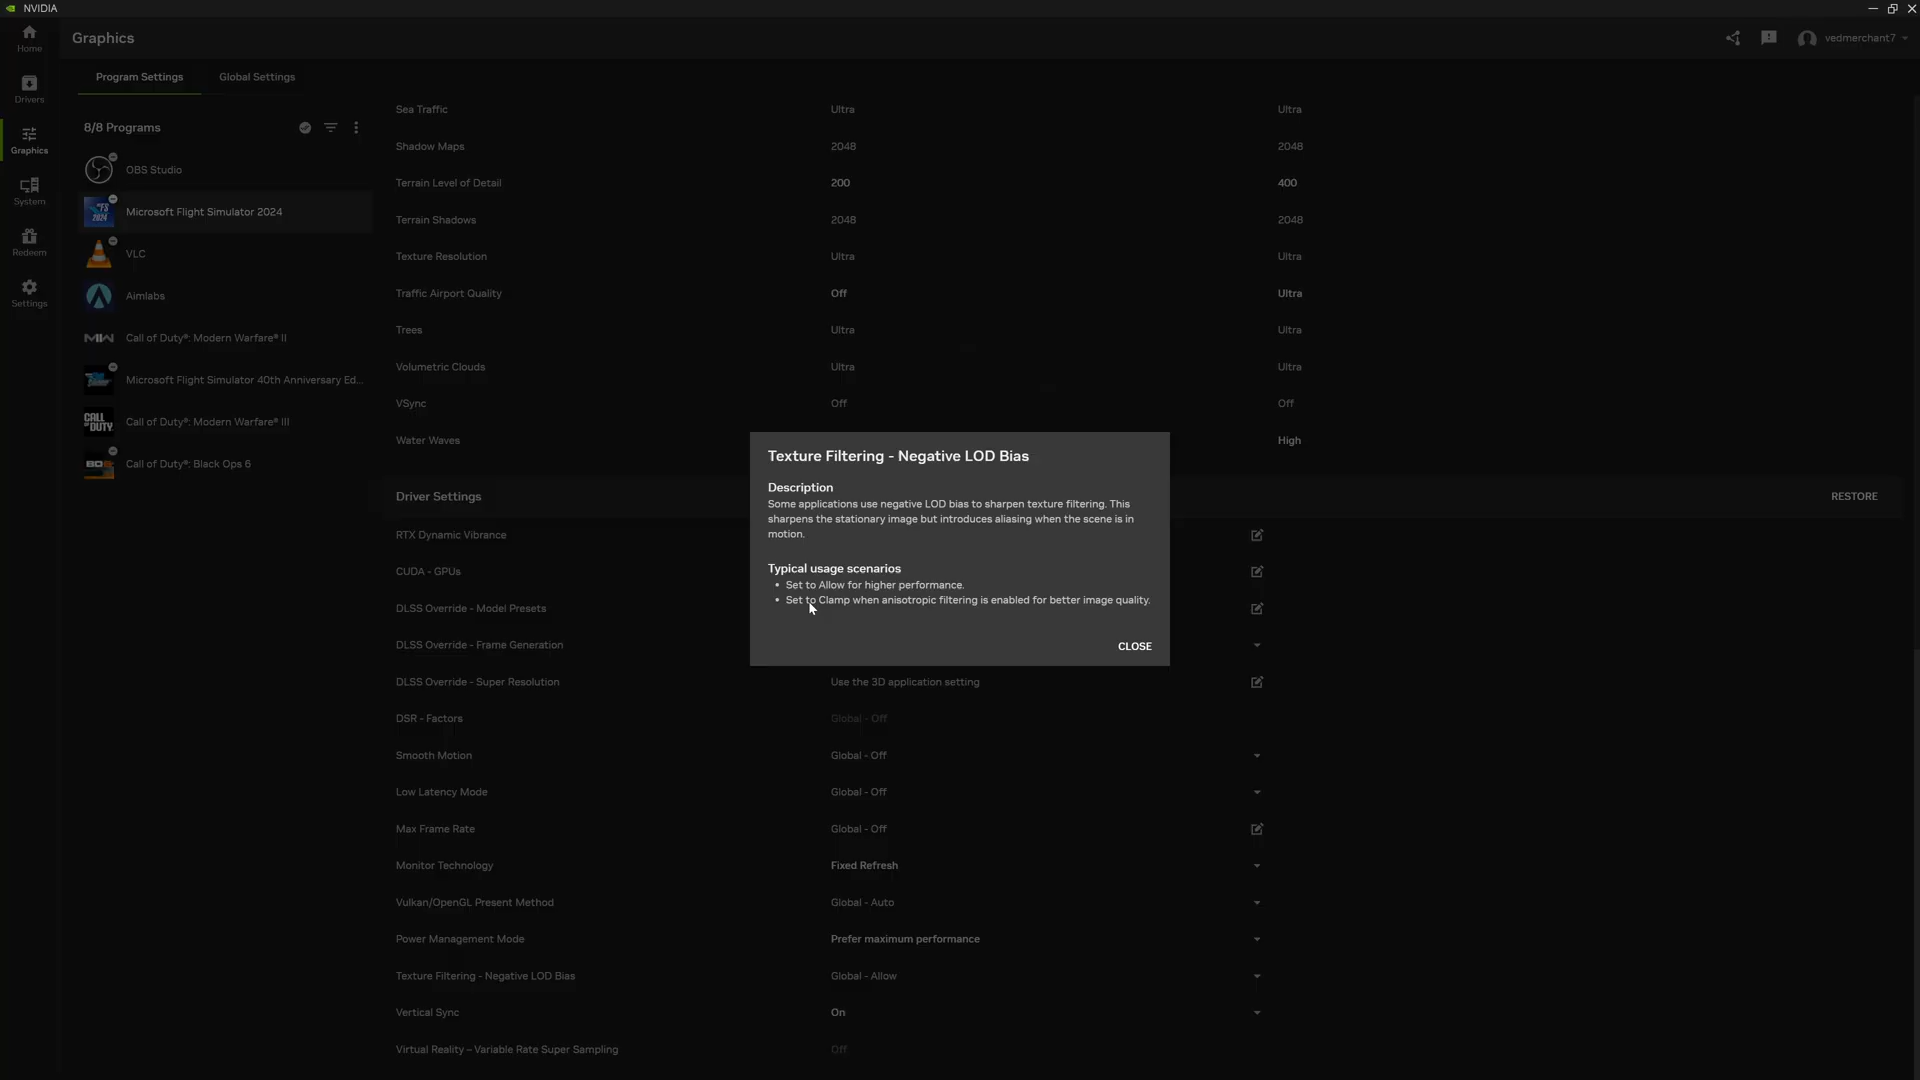 NVIDIA
Graphics
vedmerchant7
Home
Drivers
Graphics
System
Redeem
Settings
Program Settings
Global Settings
8/8 Programs
OBS Studio
Microsoft Flight Simulator 2024
VLC
Aimlabs
Call of Duty®: Modern Warfare® II
Microsoft Flight Simulator 40th Anniversary Ed...
Call of Duty®: Modern Warfare® III
Call of Duty®: Black Ops 6
Sea Traffic Ultra Ultra
Shadow Maps 2048 2048
Terrain Level of Detail 200 400
Terrain Shadows 2048 2048
Texture Resolution Ultra Ultra
Traffic Airport Quality Off Ultra
Trees Ultra Ultra
Volumetric Clouds Ultra Ultra
VSync Off Off
Water Waves High
Texture Filtering - Negative LOD Bias
Description
Some applications use negative LOD bias to sharpen texture filtering. This
sharpens the stationary image but introduces aliasing when the scene is in
motion.
Typical usage scenarios
• Set to Allow for higher performance.
• Set to Clamp when anisotropic filtering is enabled for better image quality.
CLOSE
Driver Settings RESTORE
RTX Dynamic Vibrance
CUDA - GPUs
DLSS Override - Model Presets
DLSS Override - Frame Generation
DLSS Override - Super Resolution Use the 3D application setting
DSR - Factors Global - Off
Smooth Motion Global - Off
Low Latency Mode Global - Off
Max Frame Rate Global - Off
Monitor Technology Fixed Refresh
Vulkan/OpenGL Present Method Global - Auto
Power Management Mode Prefer maximum performance
Texture Filtering - Negative LOD Bias Global - Allow
Vertical Sync On
Virtual Reality – Variable Rate Super Sampling Off